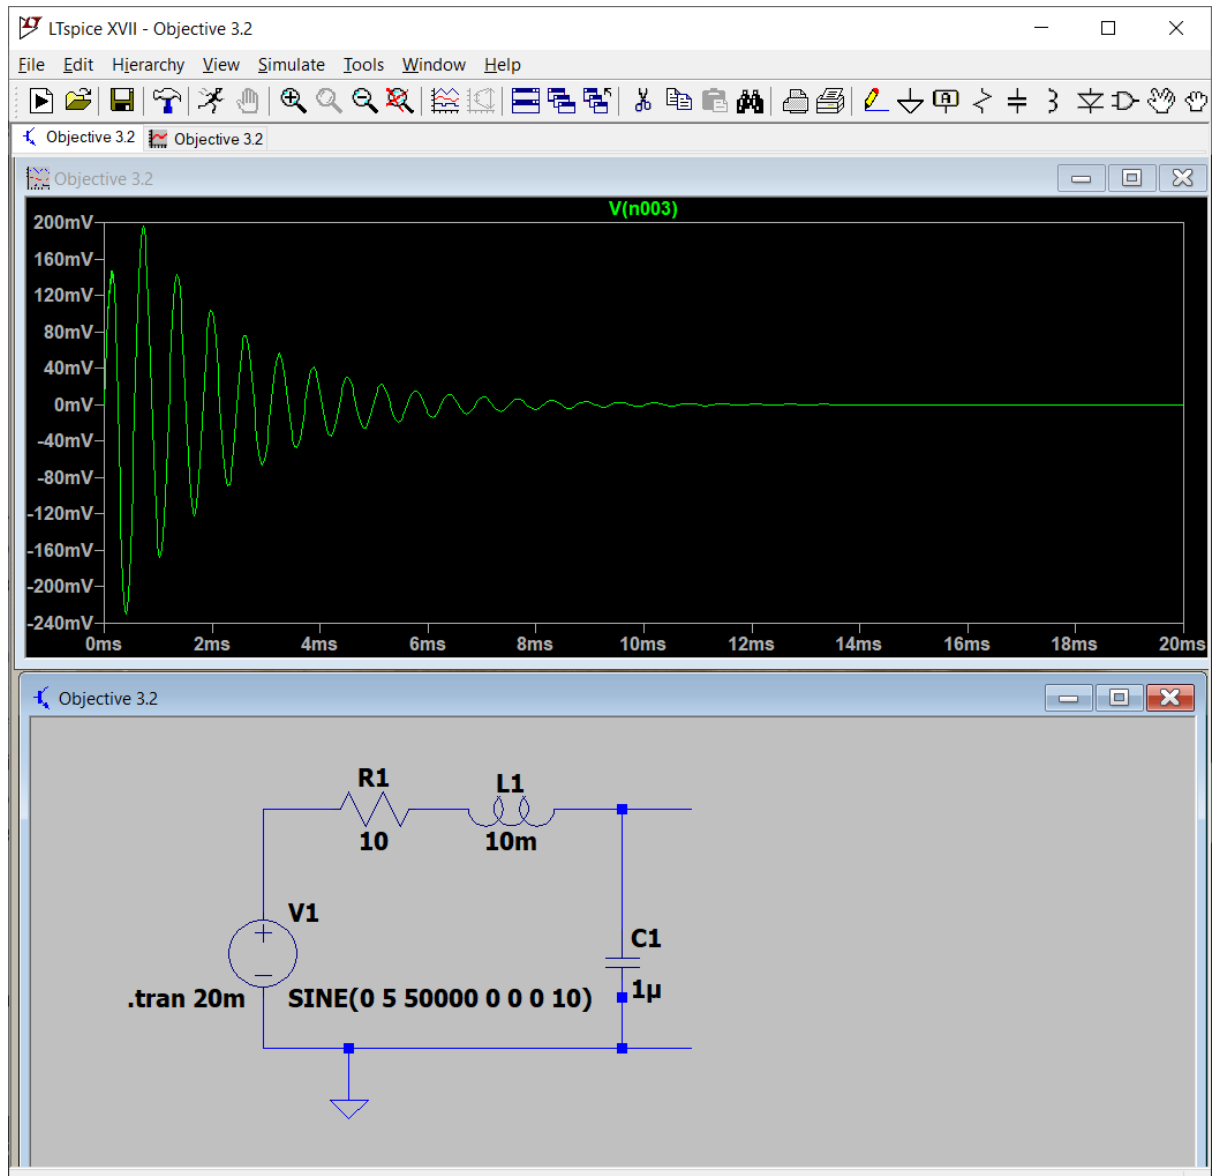 LTspice XVII - Objective 3.2
File Edit Hierarchy View Simulate Tools Window Help
Objective 3.2 Objective 3.2
Objective 3.2
V(n003)
200mV
160mV
120mV
80mV
40mV
0mV
-40mV
-80mV
-120mV
-160mV
-200mV
-240mV
0ms 2ms 4ms 6ms 8ms 10ms 12ms 14ms 16ms 18ms 20ms
Objective 3.2
R1
L1
10
10m
V1
C1
1µ
.tran 20m SINE(0 5 50000 0 0 0 10)